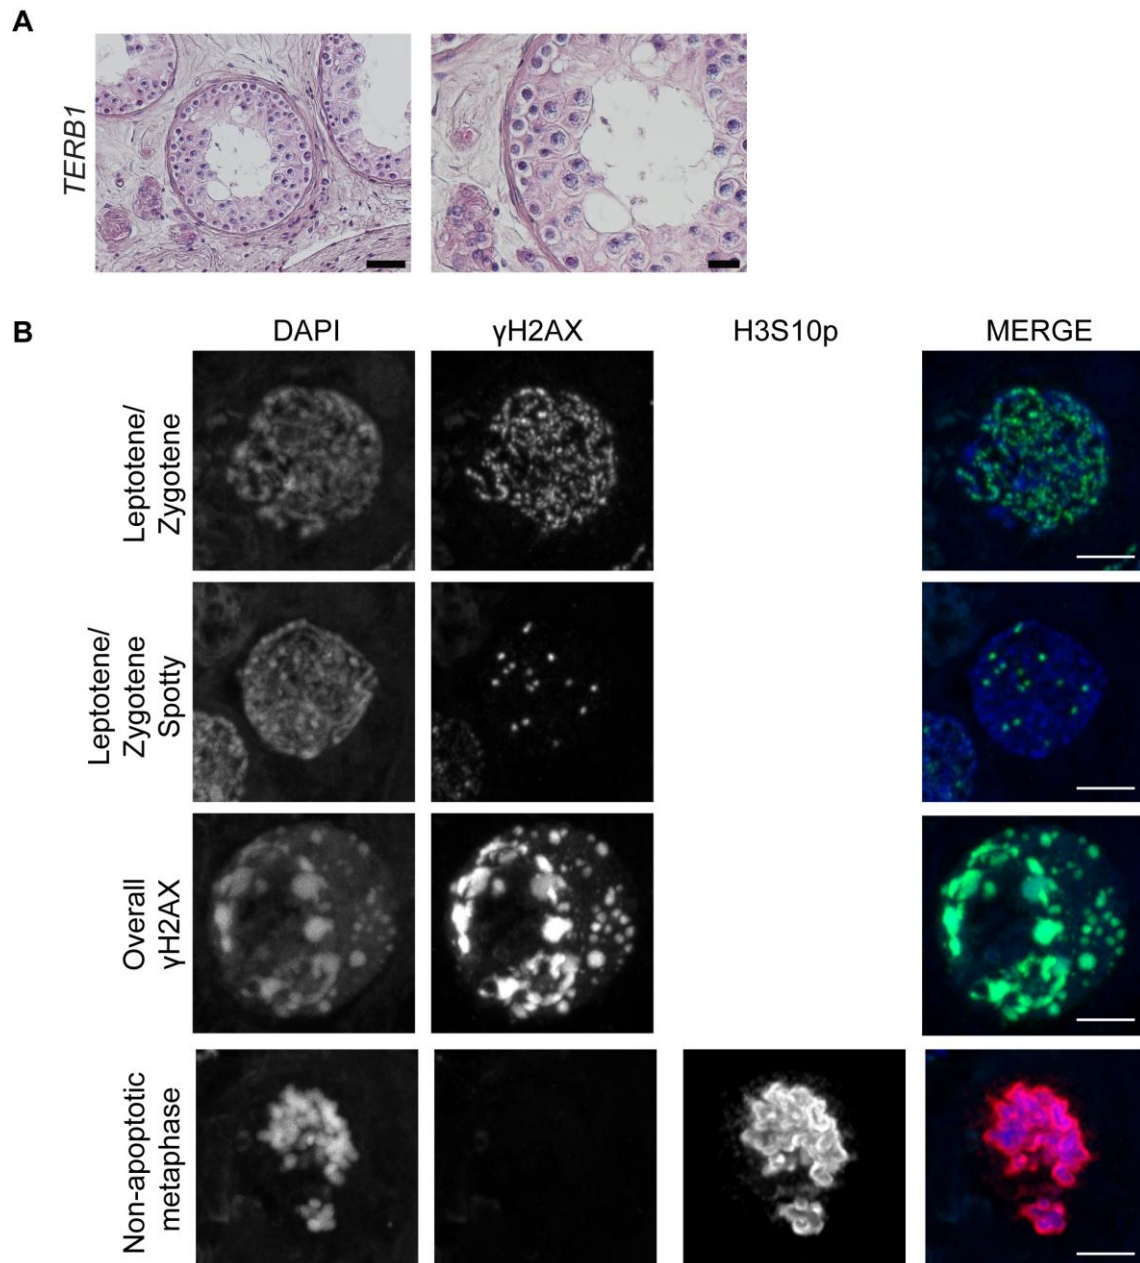 A
TERB1
B
DAPI γH2AX H3S10p MERGE
Leptotene/
Zygotene
Leptotene/
Zygotene
Spotty
Overall
γH2AX
Non-apoptotic
metaphase